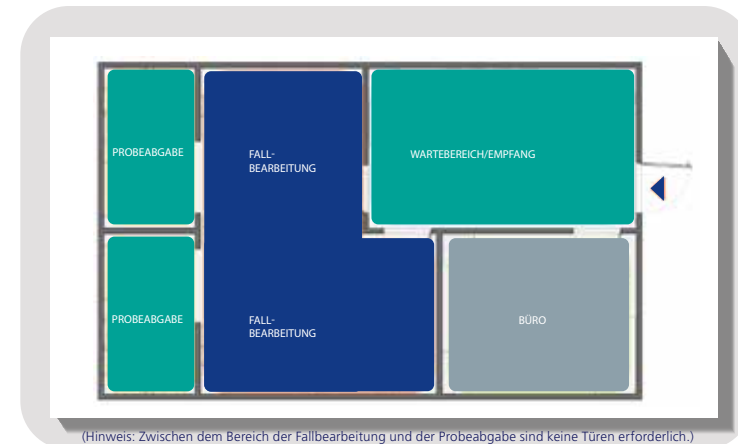 PROBEABGABE
FALL-
BEARBEITUNG
WARTEBEREICH/EMPFANG
PROBEABGABE
FALL-
BEARBEITUNG
BÜRO
(Hinweis: Zwischen dem Bereich der Fallbearbeitung und der Probeabgabe sind keine Türen erforderlich.)